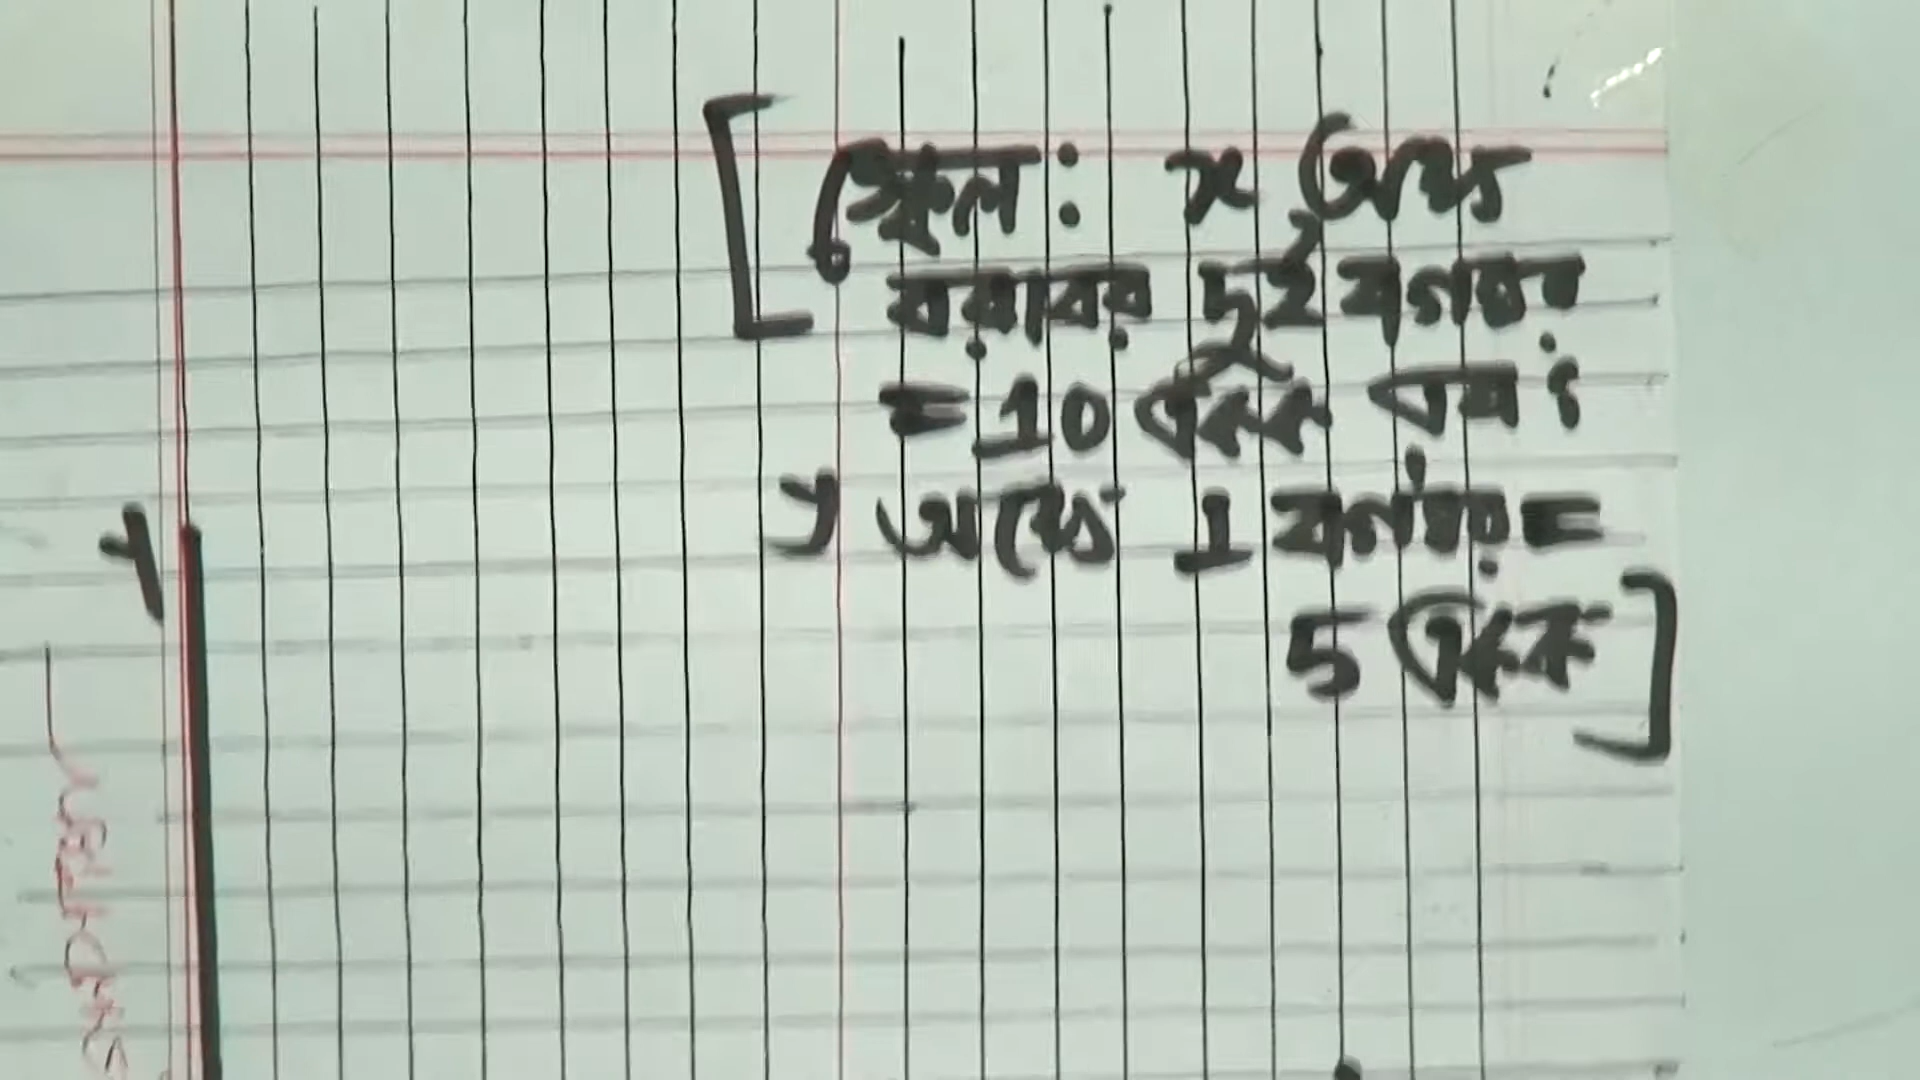 [স্কেল: x অক্ষ
বরাবর দুই ঘর
= 10 একক এবং
y অক্ষে 1 ঘর =
5 একক]
Y